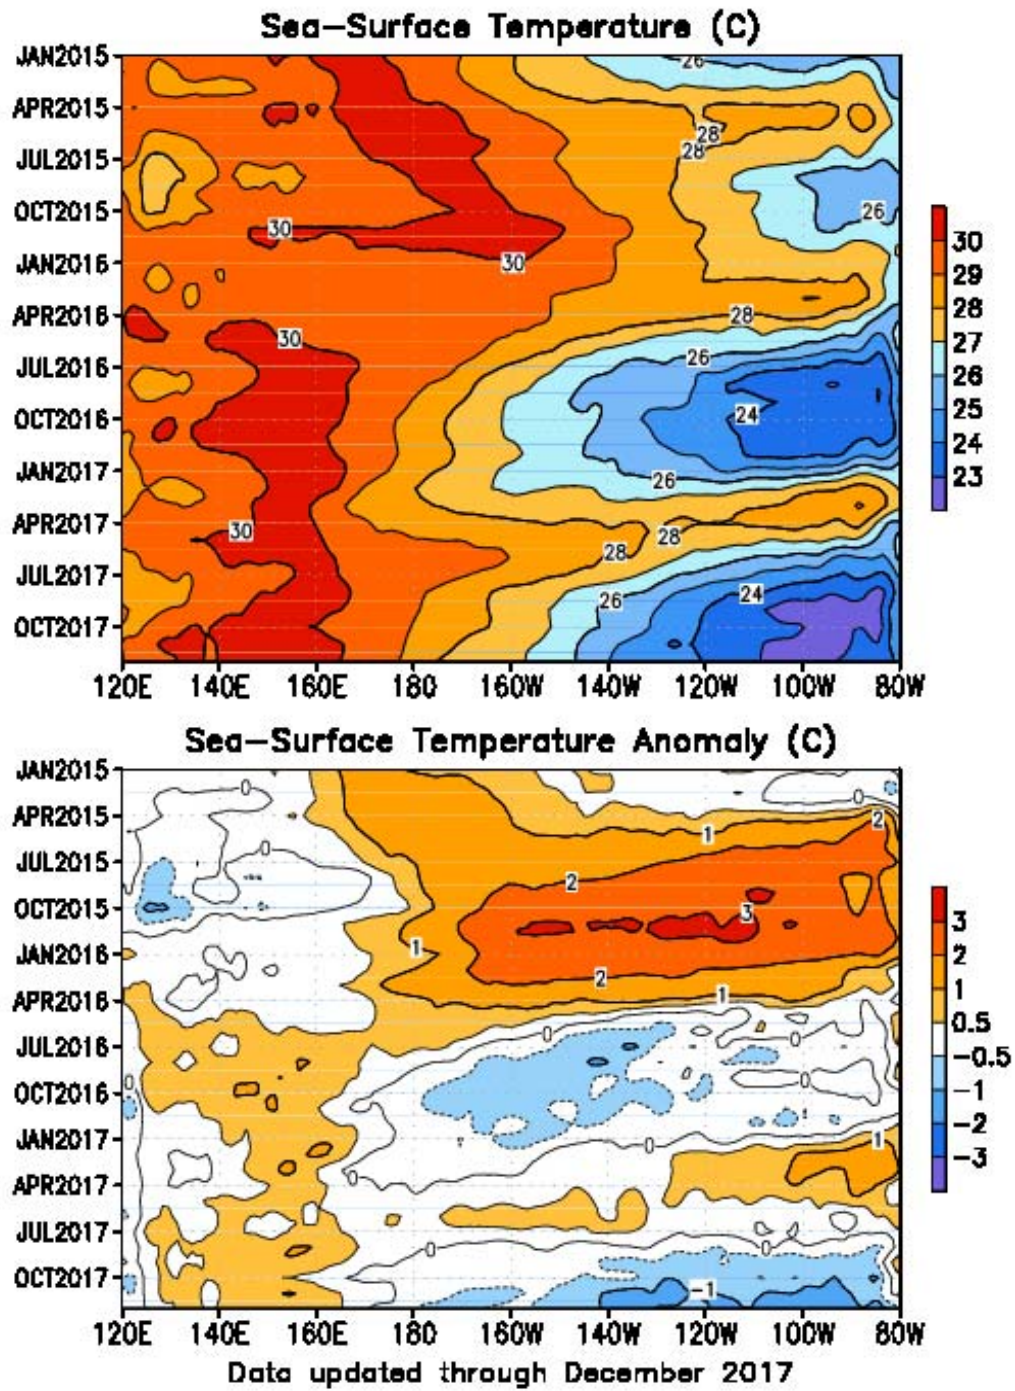 Sea-Surface Temperature (C)
JAN2015
APR2015
JUL2015
OCT2015
JAN2016
APR2016
JUL2016
OCT2016
JAN2017
APR2017
JUL2017
OCT2017
26
28
28
26
30
30
28
30
26
24
26
30
28
28
24
26
30
29
28
27
26
25
24
23
120E 140E 160E 180 160W 140W 120W 100W 80W
Sea-Surface Temperature Anomaly (C)
JAN2015
APR2015
JUL2015
OCT2015
JAN2016
APR2016
JUL2016
OCT2016
JAN2017
APR2017
JUL2017
OCT2017
0
0
2
1
0
2
3
1
2
1
0
0
0
0
0
1
0
0
0
-1
3
2
1
0.5
-0.5
-1
-2
-3
120E 140E 160E 180 160W 140W 120W 100W 80W
Data updated through December 2017